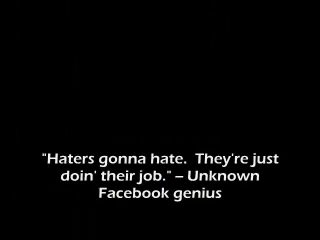 "Haters gonna hate.  They're just
doin' their job." – Unknown
Facebook genius